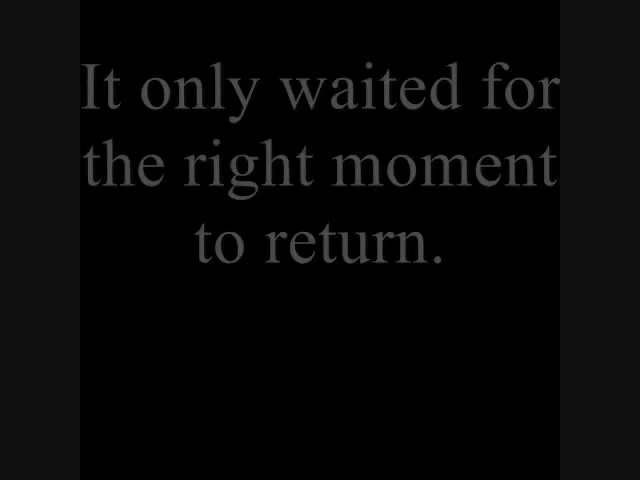 It only waited for
the right moment
to return.